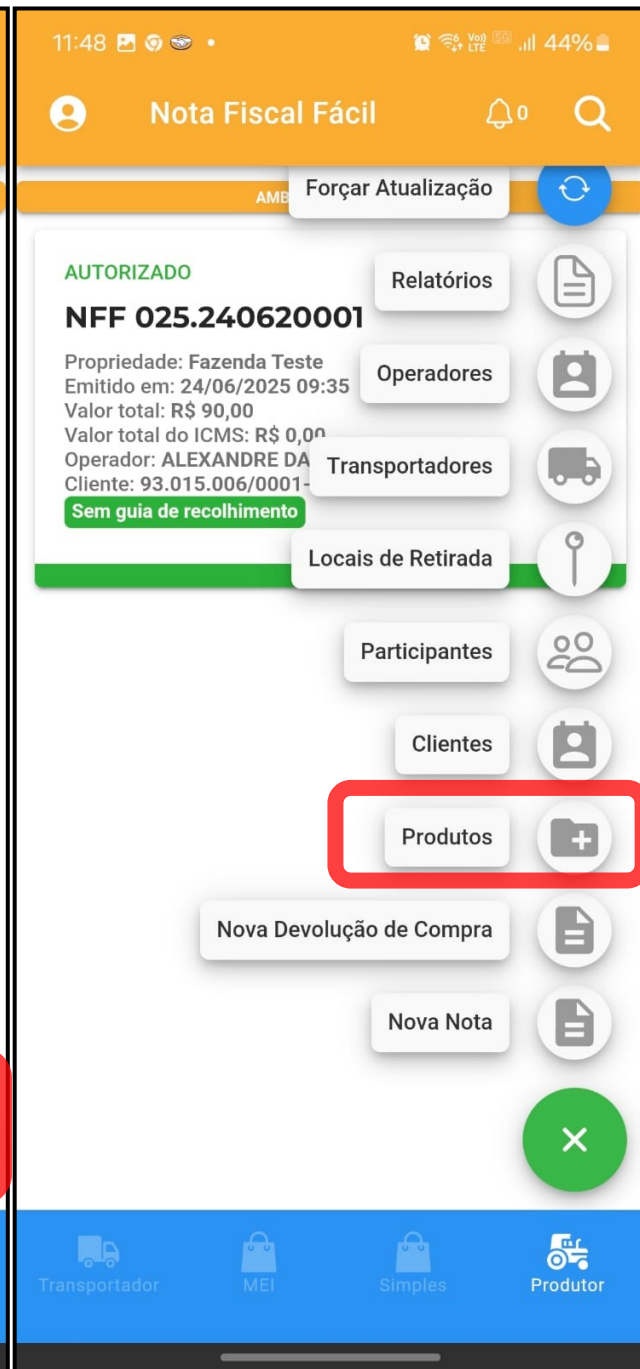 11:48
Vo)) LTE 5G 44%
Nota Fiscal Fácil
0
Forçar Atualização
AMB
AUTORIZADO
Relatórios
NFF 025.240620001
Propriedade: Fazenda Teste
Operadores
Emitido em: 24/06/2025 09:35
Valor total: R$ 90,00
Valor total do ICMS: R$ 0,00
Operador: ALEXANDRE DA
Transportadores
Cliente: 93.015.006/0001-
Sem guia de recolhimento
Locais de Retirada
Participantes
Clientes
Produtos
Nova Devolução de Compra
Nova Nota
Transportador
MEI
Simples
Produtor